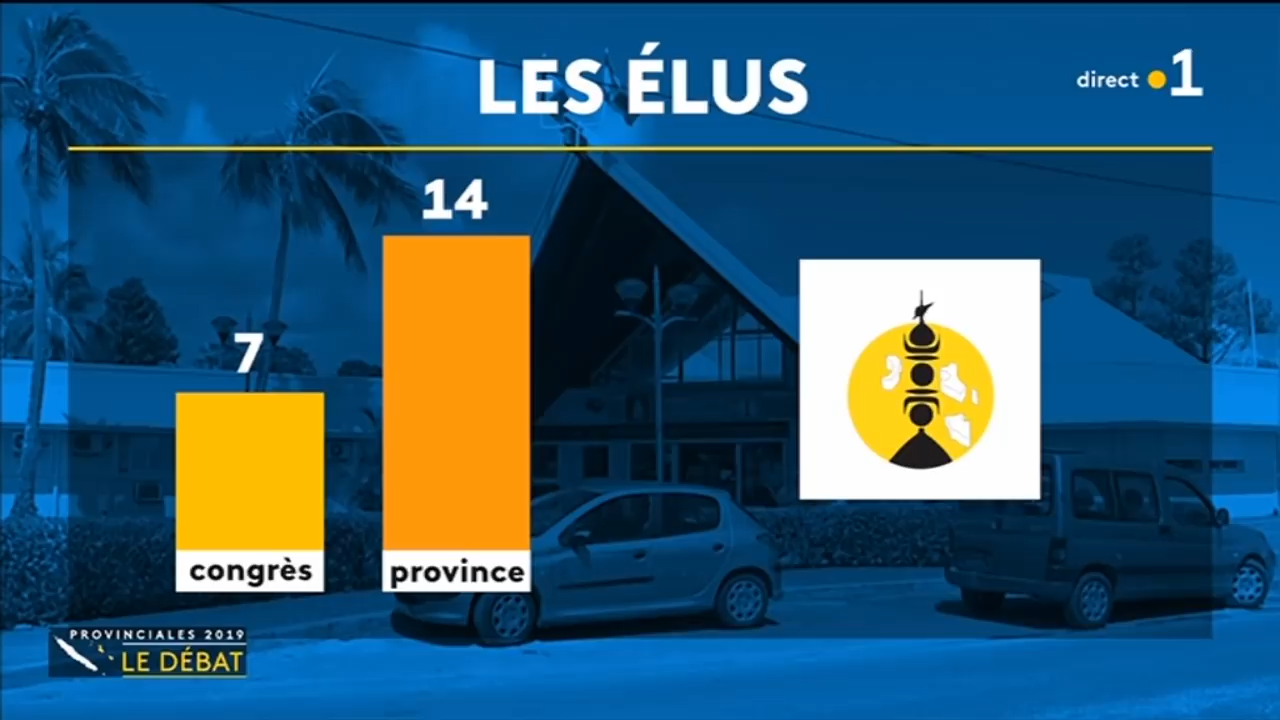 LES ÉLUS
direct 1
14
7
congrès
province
PROVINCIALES 2019
LE DÉBAT